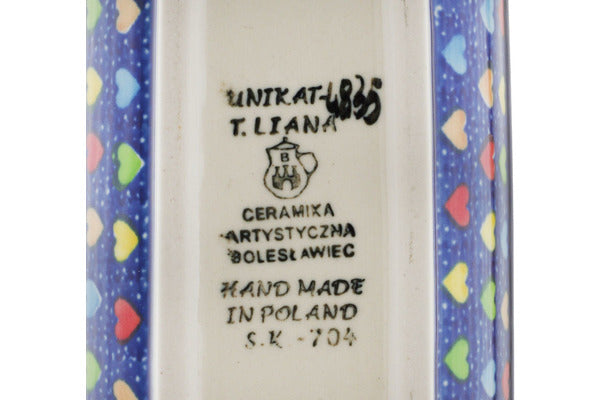 UNIKAT-4835
T. LIANA
B
CERAMIKA
ARTYSTYCZNA
BOLESŁAWIEC
HAND MADE
IN POLAND
S.K -704